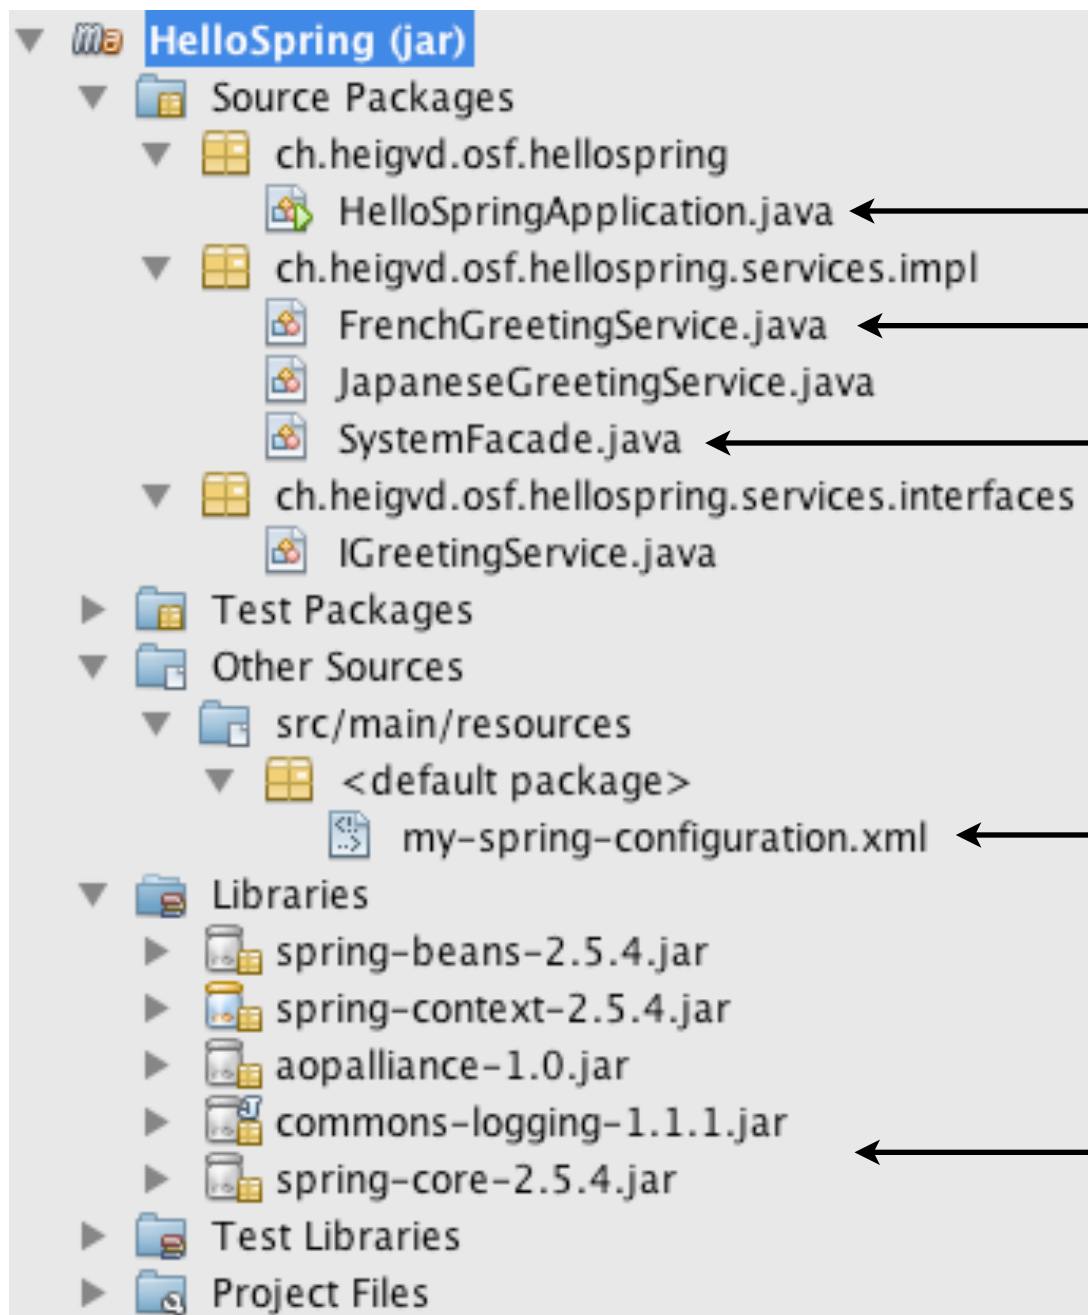 HelloSpring (jar)
Source Packages
ch.heigvd.osf.hellospring
HelloSpringApplication.java
ch.heigvd.osf.hellospring.services.impl
FrenchGreetingService.java
JapaneseGreetingService.java
SystemFacade.java
ch.heigvd.osf.hellospring.services.interfaces
IGreetingService.java
Test Packages
Other Sources
src/main/resources
<default package>
my-spring-configuration.xml
Libraries
spring-beans-2.5.4.jar
spring-context-2.5.4.jar
aopalliance-1.0.jar
commons-logging-1.1.1.jar
spring-core-2.5.4.jar
Test Libraries
Project Files